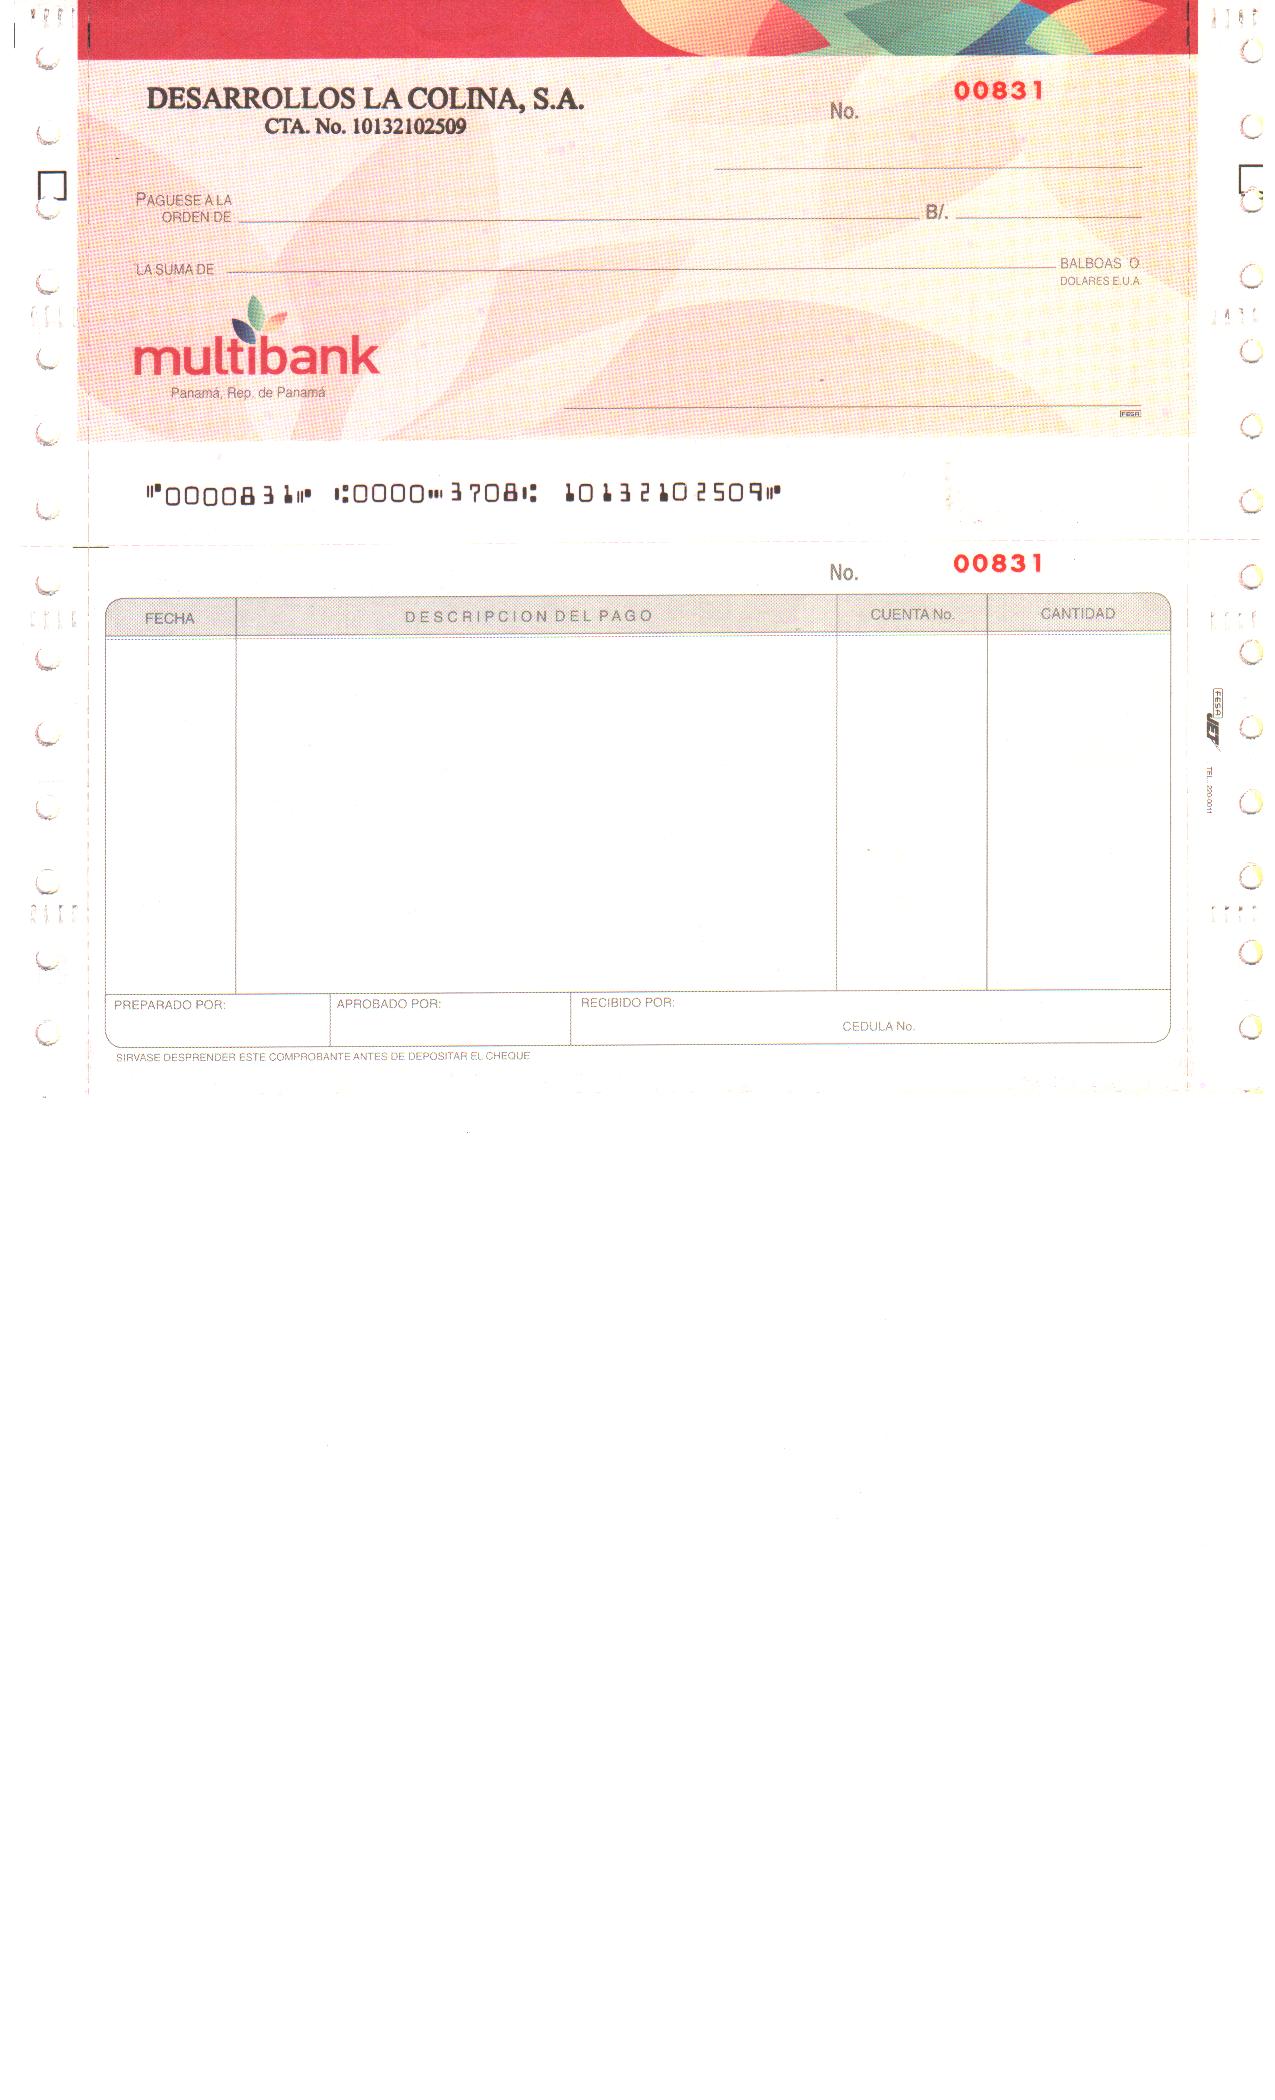 DESARROLLOS LA COLINA, S.A.
CTA. No. 10132102509
No. 00831
PAGUESE A LA
ORDEN DE B/.
LA SUMA DE BALBOAS O
DOLARES E.U.A.
multibank
Panamá, Rep. de Panamá
FESA
⑈0000831⑈ ⑆0000⑉3708⑆ 10132102509⑈
No. 00831
FECHA DESCRIPCION DEL PAGO CUENTA No. CANTIDAD
FESA
JET
TEL.: 220-0011
PREPARADO POR: APROBADO POR: RECIBIDO POR:
CEDULA No.
SIRVASE DESPRENDER ESTE COMPROBANTE ANTES DE DEPOSITAR EL CHEQUE